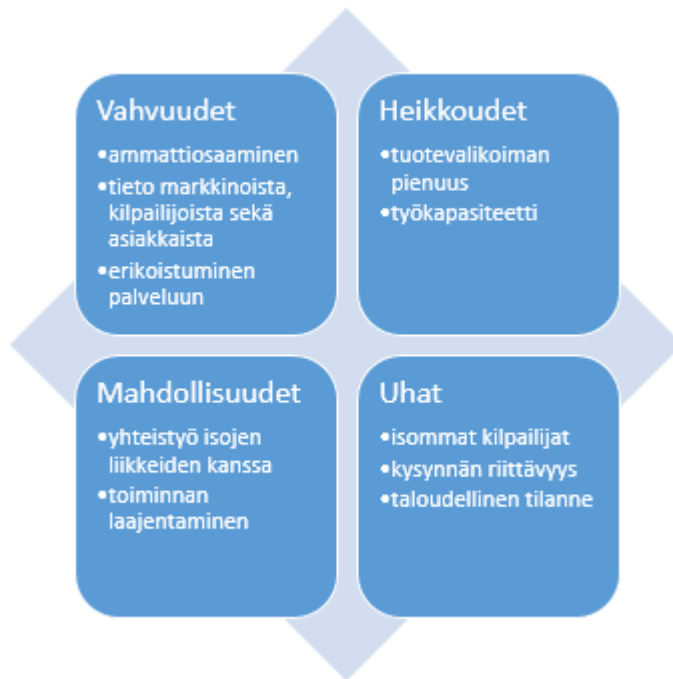 Vahvuudet
•ammattiosaaminen
•tieto markkinoista,
kilpailijoista sekä
asiakkaista
•erikoistuminen
palveluun
Heikkoudet
•tuotevalikoiman
pienuus
•työkapasiteetti
Mahdollisuudet
•yhteistyö isojen
liikkeiden kanssa
•toiminnan
laajentaminen
Uhat
•isommat kilpailijat
•kysynnän riittävyys
•taloudellinen tilanne